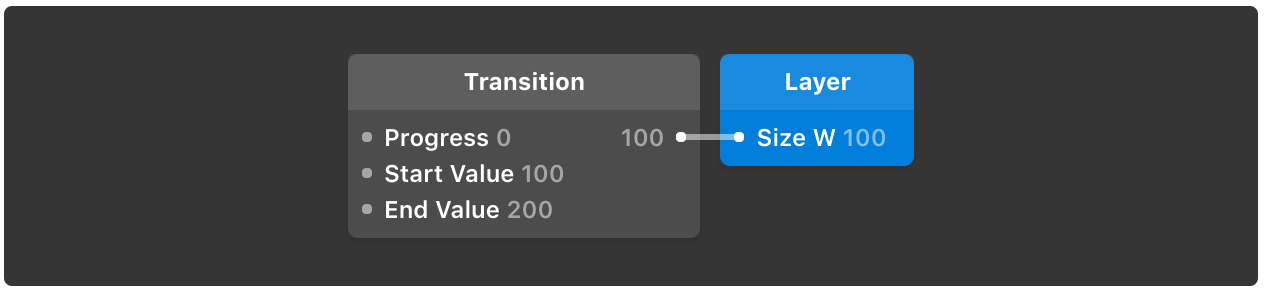 Transition
Layer
Progress 0 100
Size W 100
Start Value 100
End Value 200